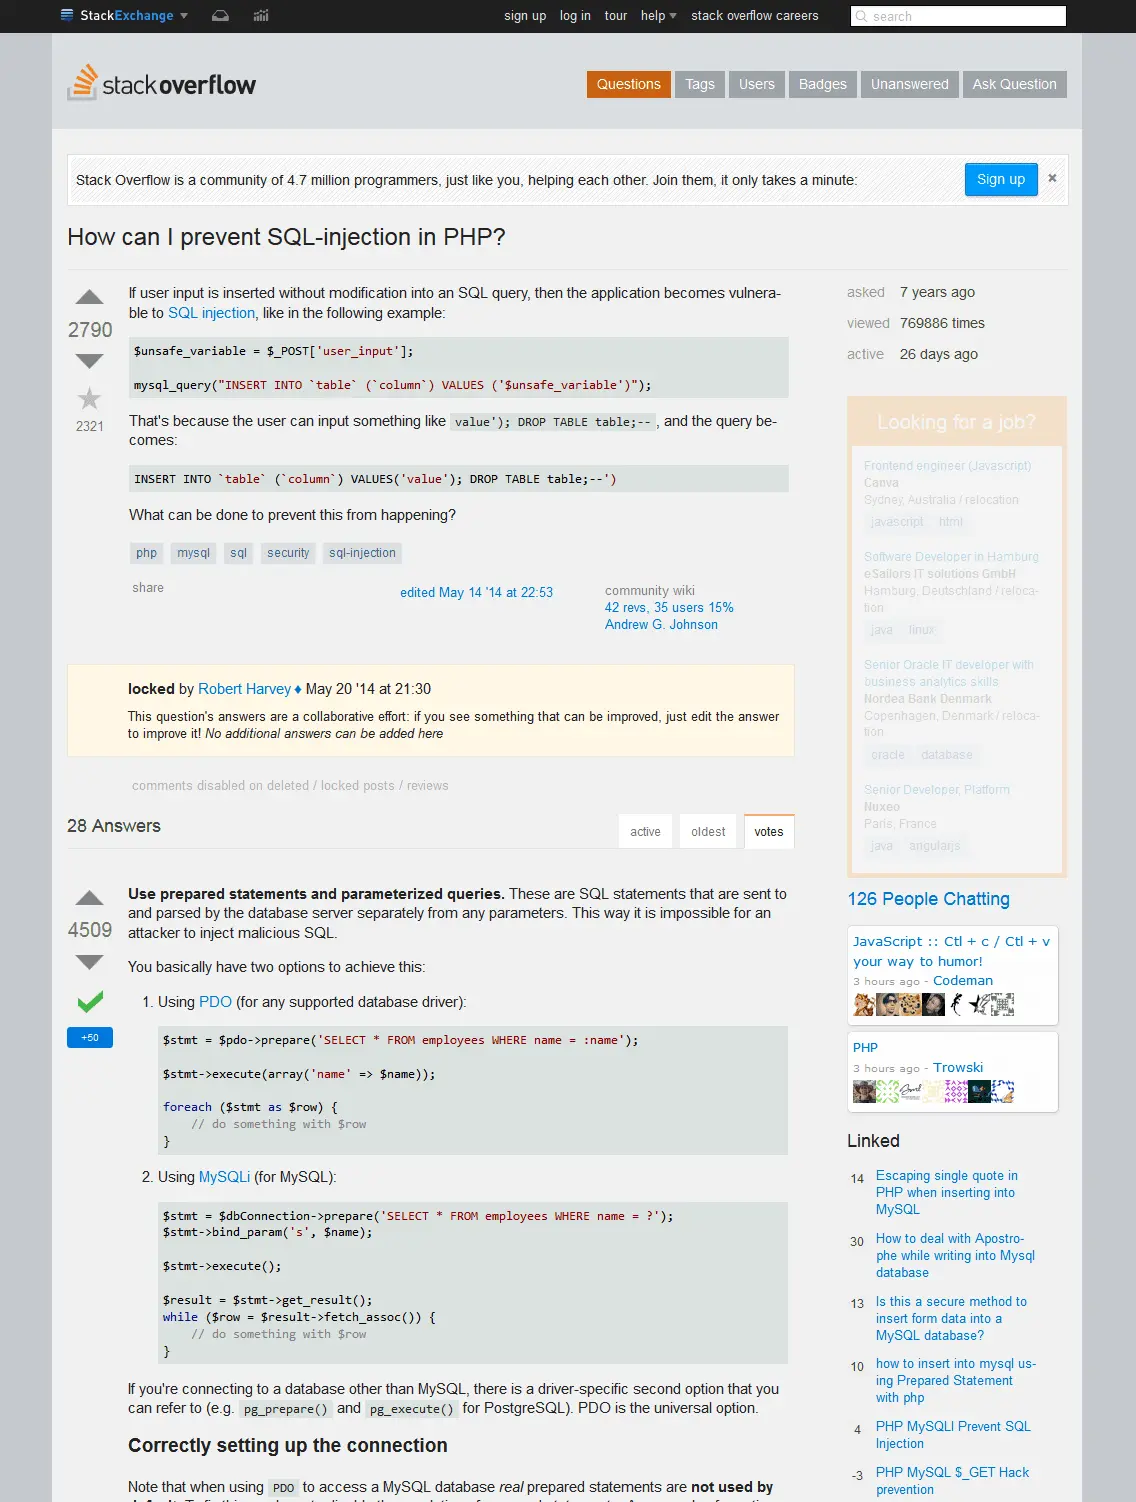 StackExchange
sign up log in tour help stack overflow careers
search
stackoverflow
Questions Tags Users Badges Unanswered Ask Question
Stack Overflow is a community of 4.7 million programmers, just like you, helping each other. Join them, it only takes a minute:
Sign up ×
How can I prevent SQL-injection in PHP?
2790
2321
If user input is inserted without modification into an SQL query, then the application becomes vulnera-
ble to SQL injection, like in the following example:
$unsafe_variable = $_POST['user_input'];
mysql_query("INSERT INTO `table` (`column`) VALUES ('$unsafe_variable')");
That's because the user can input something like value'); DROP TABLE table;--, and the query be-
comes:
INSERT INTO `table` (`column`) VALUES('value'); DROP TABLE table;--')
What can be done to prevent this from happening?
php mysql sql security sql-injection
share
edited May 14 '14 at 22:53
community wiki
42 revs, 35 users 15%
Andrew G. Johnson
locked by Robert Harvey♦ May 20 '14 at 21:30
This question's answers are a collaborative effort: if you see something that can be improved, just edit the answer
to improve it! No additional answers can be added here
comments disabled on deleted / locked posts / reviews
28 Answers
active oldest votes
4509
+50
Use prepared statements and parameterized queries. These are SQL statements that are sent to
and parsed by the database server separately from any parameters. This way it is impossible for an
attacker to inject malicious SQL.
You basically have two options to achieve this:
1. Using PDO (for any supported database driver):
$stmt = $pdo->prepare('SELECT * FROM employees WHERE name = :name');
$stmt->execute(array('name' => $name));
foreach ($stmt as $row) {
// do something with $row
}
2. Using MySQLi (for MySQL):
$stmt = $dbConnection->prepare('SELECT * FROM employees WHERE name = ?');
$stmt->bind_param('s', $name);
$stmt->execute();
$result = $stmt->get_result();
while ($row = $result->fetch_assoc()) {
// do something with $row
}
If you're connecting to a database other than MySQL, there is a driver-specific second option that you
can refer to (e.g. pg_prepare() and pg_execute() for PostgreSQL). PDO is the universal option.
Correctly setting up the connection
Note that when using PDO to access a MySQL database real prepared statements are not used by
asked 7 years ago
viewed 769886 times
active 26 days ago
Looking for a job?
Frontend engineer (Javascript)
Canva
Sydney, Australia / relocation
javascript html
Software Developer in Hamburg
eSailors IT solutions GmbH
Hamburg, Deutschland / reloca-
tion
java linux
Senior Oracle IT developer with
business analytics skills
Nordea Bank Denmark
Copenhagen, Denmark / reloca-
tion
oracle database
Senior Developer, Platform
Nuxeo
Paris, France
java angularjs
126 People Chatting
JavaScript :: Ctl + c / Ctl + v
your way to humor!
3 hours ago - Codeman
PHP
3 hours ago - Trowski
Linked
14 Escaping single quote in
PHP when inserting into
MySQL
30 How to deal with Apostro-
phe while writing into Mysql
database
13 Is this a secure method to
insert form data into a
MySQL database?
10 how to insert into mysql us-
ing Prepared Statement
with php
4 PHP MySQLI Prevent SQL
Injection
-3 PHP MySQL $_GET Hack
prevention